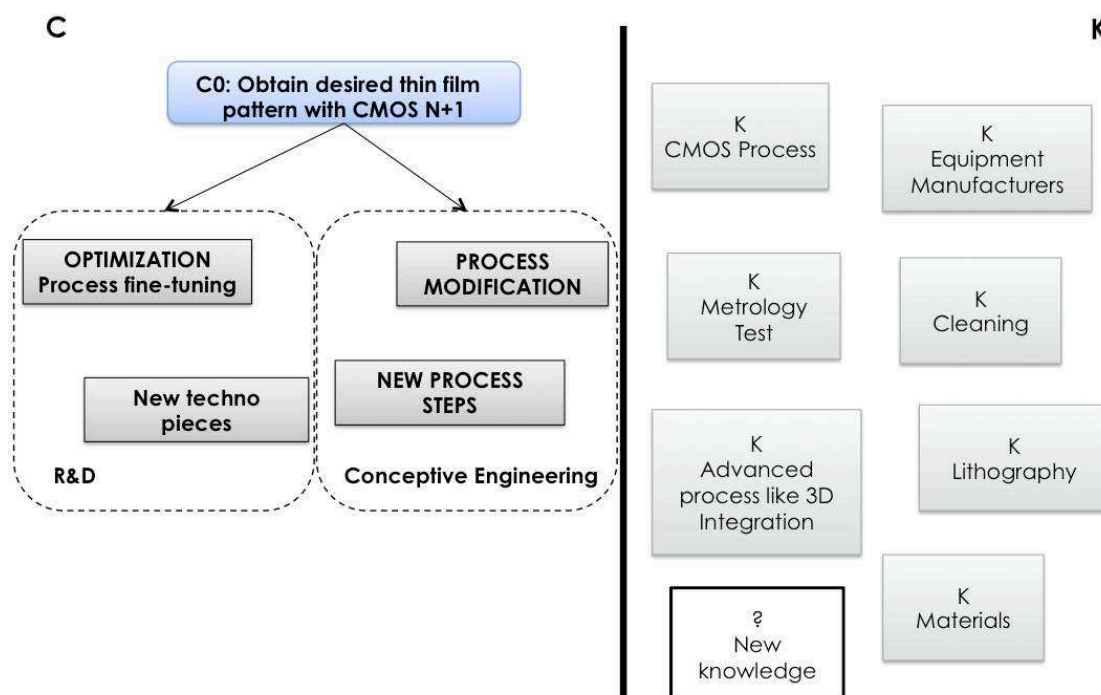 C
K
C0: Obtain desired thin film
pattern with CMOS N+1
OPTIMIZATION
Process fine-tuning
New techno
pieces
R&D
PROCESS
MODIFICATION
NEW PROCESS
STEPS
Conceptive Engineering
K
CMOS Process
K
Equipment
Manufacturers
K
Metrology
Test
K
Cleaning
K
Advanced
process like 3D
Integration
K
Lithography
?
New
knowledge
K
Materials